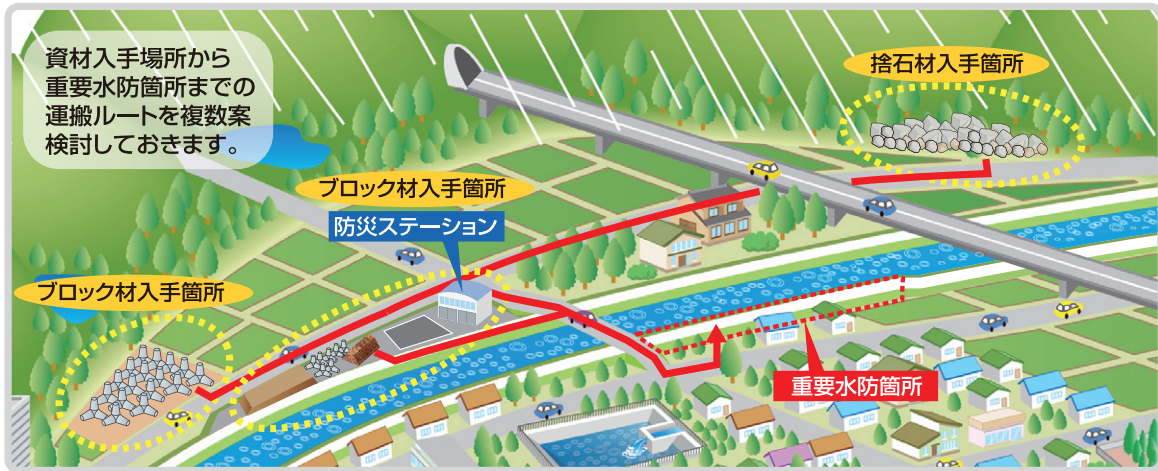 資材入手場所から
重要水防箇所までの
運搬ルートを複数案
検討しておきます。
捨石材入手箇所
ブロック材入手箇所
防災ステーション
ブロック材入手箇所
重要水防箇所